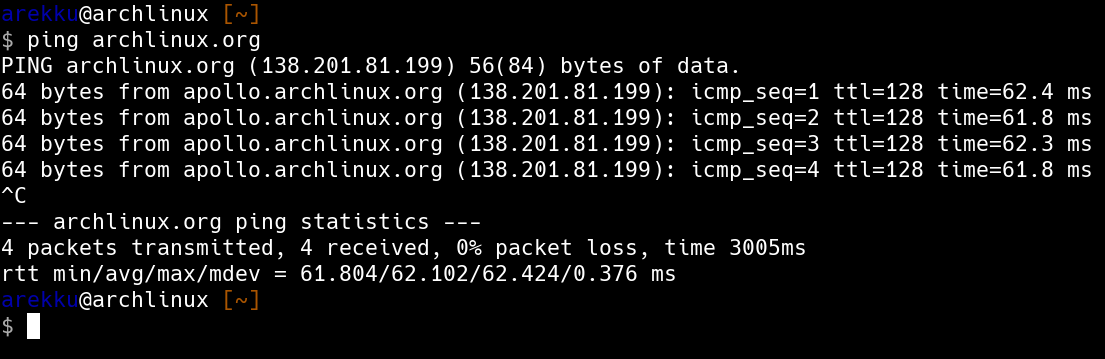 arekku@archlinux [~]
$ ping archlinux.org
PING archlinux.org (138.201.81.199) 56(84) bytes of data.
64 bytes from apollo.archlinux.org (138.201.81.199): icmp_seq=1 ttl=128 time=62.4 ms
64 bytes from apollo.archlinux.org (138.201.81.199): icmp_seq=2 ttl=128 time=61.8 ms
64 bytes from apollo.archlinux.org (138.201.81.199): icmp_seq=3 ttl=128 time=62.3 ms
64 bytes from apollo.archlinux.org (138.201.81.199): icmp_seq=4 ttl=128 time=61.8 ms
^C
--- archlinux.org ping statistics ---
4 packets transmitted, 4 received, 0% packet loss, time 3005ms
rtt min/avg/max/mdev = 61.804/62.102/62.424/0.376 ms
arekku@archlinux [~]
$